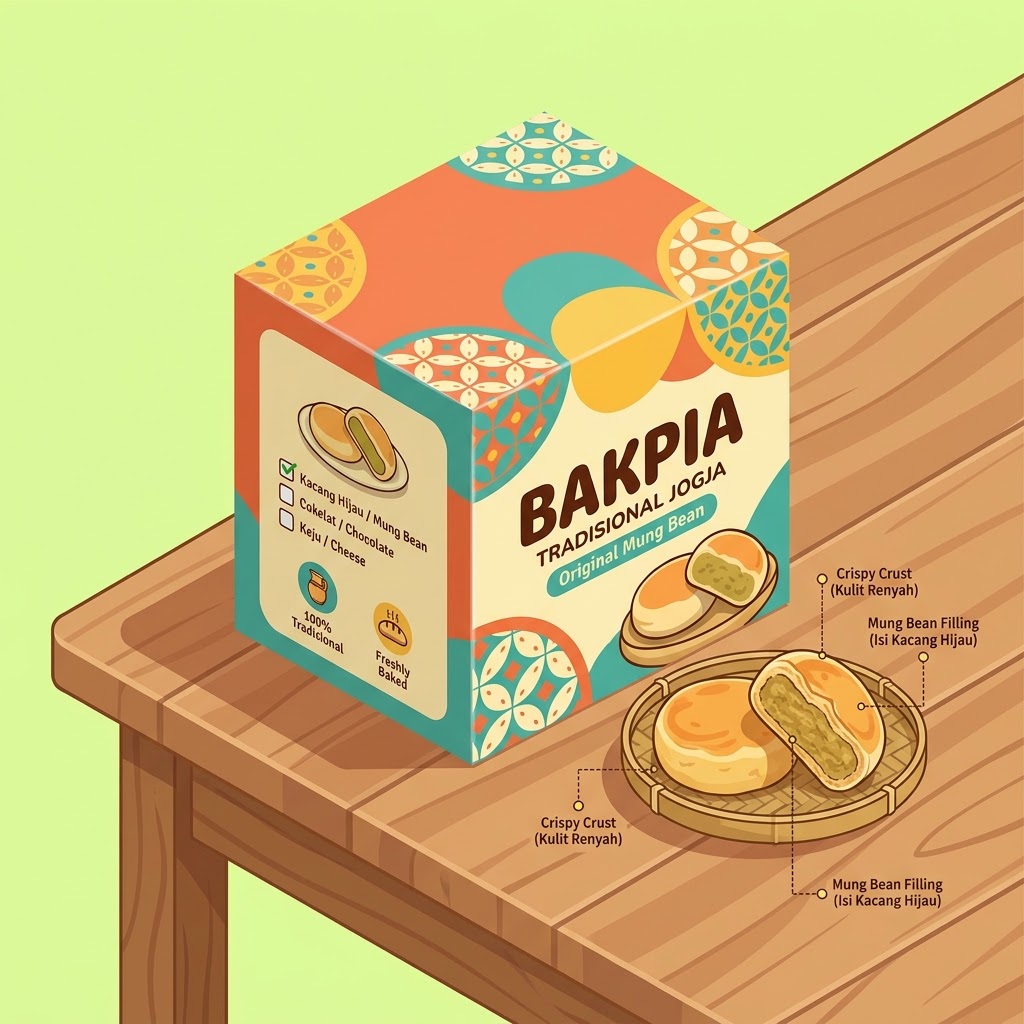 BAKPIA
TRADISIONAL JOGJA
Original Mung Bean
Kacang Hijau / Mung Bean
Cokelat / Chocolate
Keju / Cheese
100%
Tradicional
Freshly
Baked
Crispy Crust
(Kulit Renyah)
Mung Bean Filling
(Isi Kacang Hijau)
Crispy Crust
(Kulit Renyah)
Mung Bean Filling
(Isi Kacang Hijau)